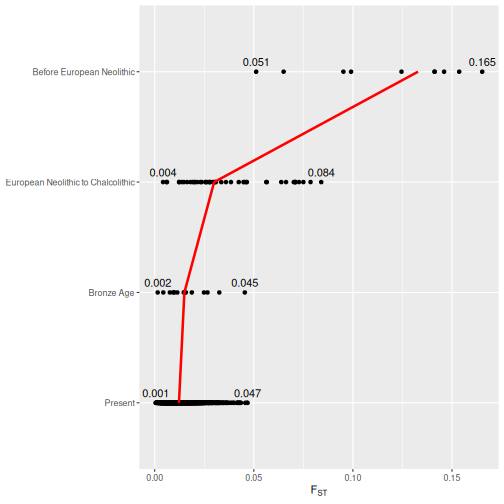 0.051 0.165
Before European Neolithic
0.004 0.084
European Neolithic to Chalcolithic
0.002 0.045
Bronze Age
0.001 0.047
Present
0.00 0.05 0.10 0.15
FST